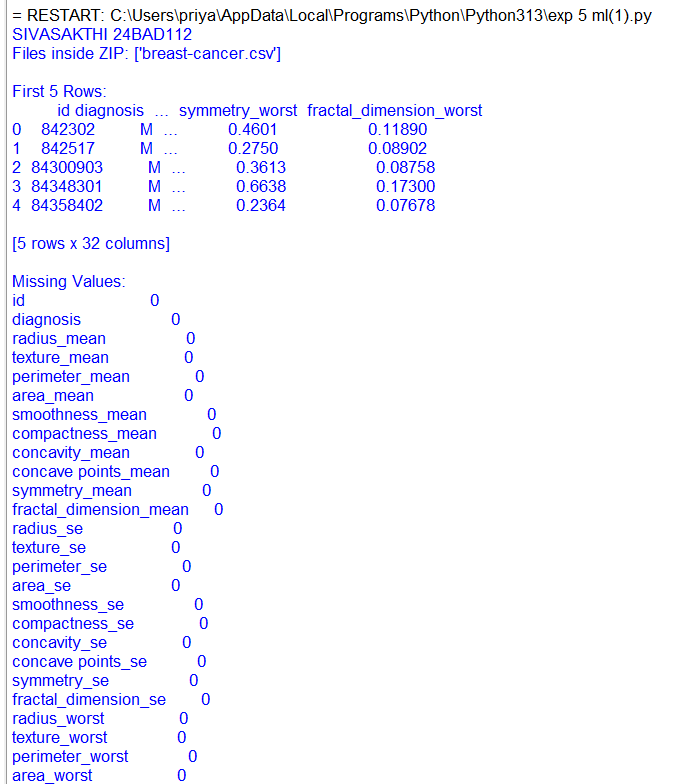 = RESTART: C:\Users\priya\AppData\Local\Programs\Python\Python313\exp 5 ml(1).py
SIVASAKTHI 24BAD112
Files inside ZIP: ['breast-cancer.csv']
First 5 Rows:
id diagnosis ... symmetry_worst fractal_dimension_worst
0 842302 M ... 0.4601 0.11890
1 842517 M ... 0.2750 0.08902
2 84300903 M ... 0.3613 0.08758
3 84348301 M ... 0.6638 0.17300
4 84358402 M ... 0.2364 0.07678
[5 rows x 32 columns]
Missing Values:
id 0
diagnosis 0
radius_mean 0
texture_mean 0
perimeter_mean 0
area_mean 0
smoothness_mean 0
compactness_mean 0
concavity_mean 0
concave points_mean 0
symmetry_mean 0
fractal_dimension_mean 0
radius_se 0
texture_se 0
perimeter_se 0
area_se 0
smoothness_se 0
compactness_se 0
concavity_se 0
concave points_se 0
symmetry_se 0
fractal_dimension_se 0
radius_worst 0
texture_worst 0
perimeter_worst 0
area_worst 0